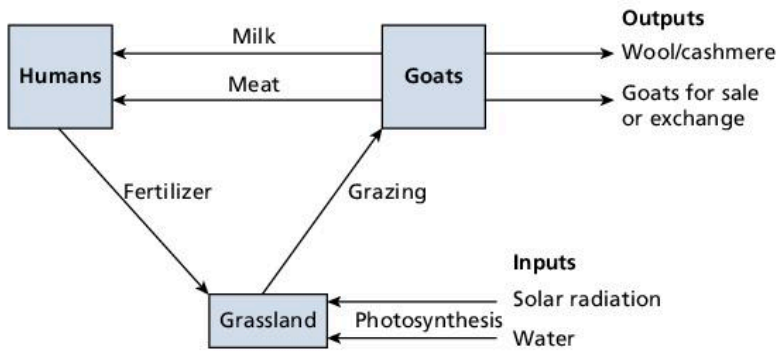 Outputs
Milk
Wool/cashmere
Humans
Goats
Meat
Goats for sale
or exchange
Fertilizer
Grazing
Inputs
Solar radiation
Grassland
Photosynthesis
Water